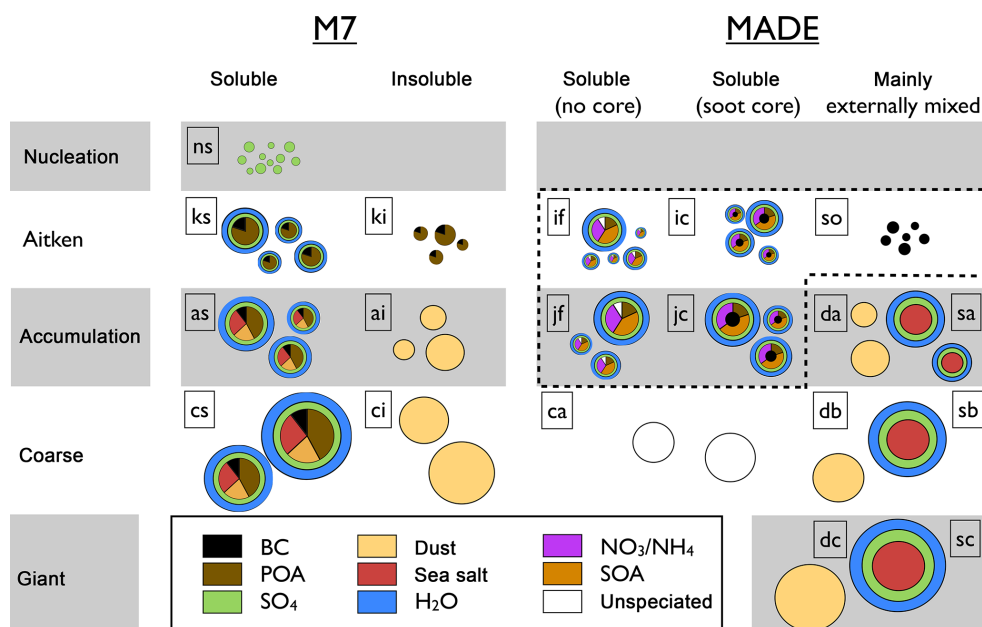 M7 MADE
Soluble Insoluble Soluble Soluble Mainly
(no core) (soot core) externally mixed
Nucleation ns
Aitken ks ki if ic so
Accumulation as ai jf jc da sa
Coarse cs ci ca db sb
Giant dc sc
BC Dust NO₃/NH₄
POA Sea salt SOA
SO₄ H₂O Unspeciated